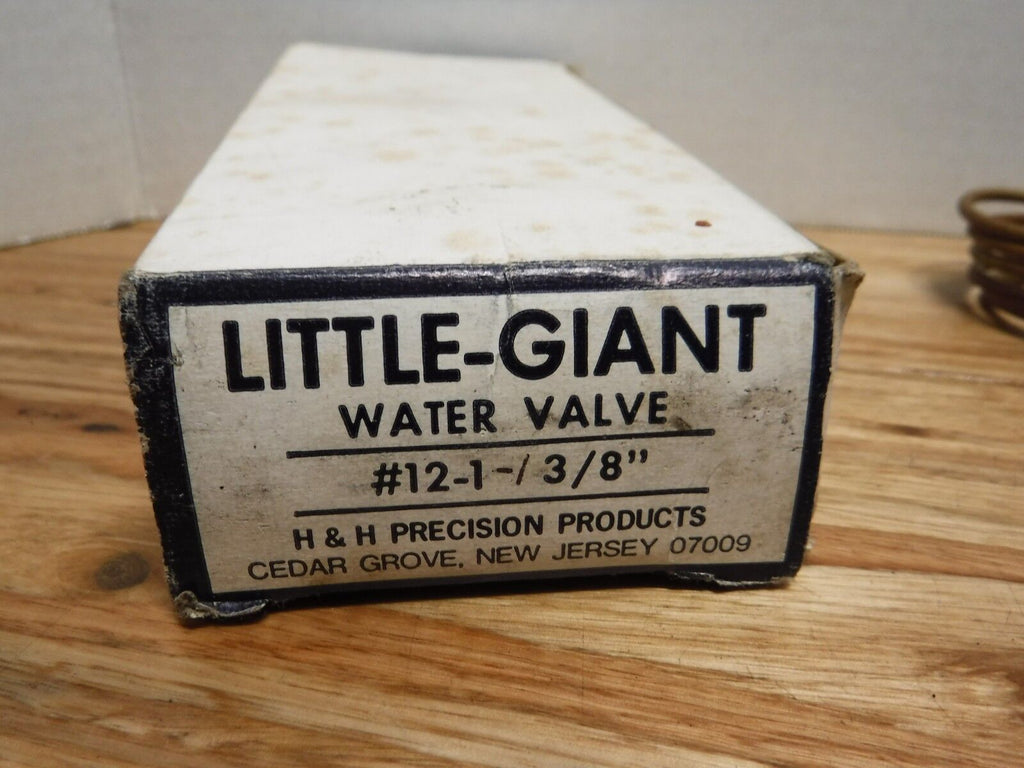 LITTLE-GIANT
WATER VALVE
#12-1-/ 3/8"
H & H PRECISION PRODUCTS
CEDAR GROVE, NEW JERSEY 07009